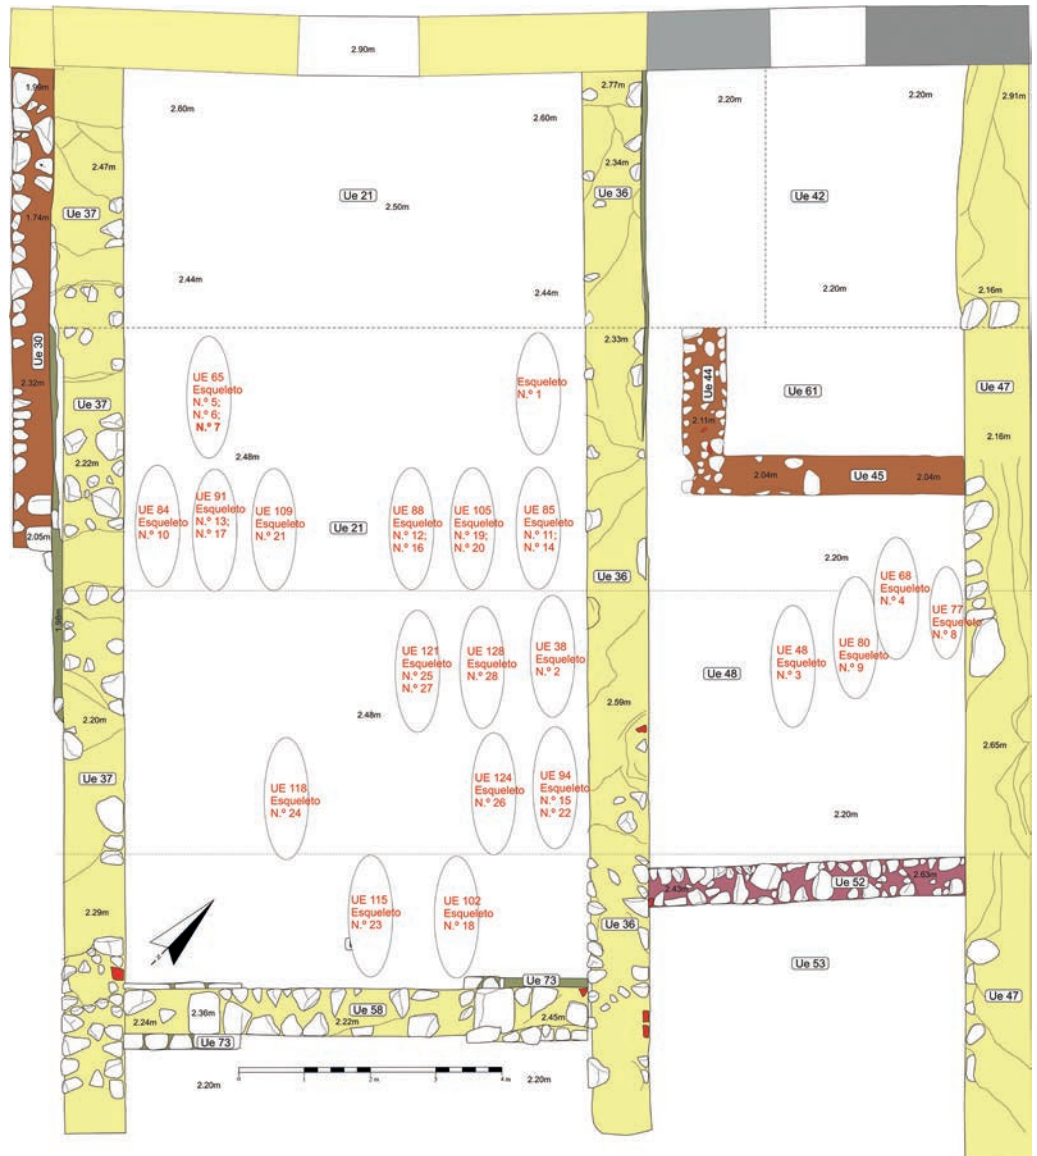 2.90m
1.99m
2.60m
2.60m
2.77m
2.20m
2.20m
2.91m
2.47m
2.34m
Ue 37
Ue 21
2.50m
Ue 36
Ue 42
1.74m
2.44m
2.44m
2.20m
2.16m
Ue 30
2.33m
2.32m
Ue 37
UE 65
Esqueleto
N.º 5;
N.º 6;
N.º 7
Esqueleto
N.º 1
Ue 44
2.11m
Ue 61
Ue 47
2.16m
2.22m
2.48m
2.04m
Ue 45
2.04m
UE 84
Esqueleto
N.º 10
UE 91
Esqueleto
N.º 13;
N.º 17
UE 109
Esqueleto
N.º 21
Ue 21
UE 88
Esqueleto
N.º 12;
N.º 16
UE 105
Esqueleto
N.º 19;
N.º 20
UE 85
Esqueleto
N.º 11;
N.º 14
2.05m
2.20m
Ue 36
UE 68
Esqueleto
N.º 4
UE 77
Esqueleto
N.º 8
UE 80
Esqueleto
N.º 9
UE 48
Esqueleto
N.º 3
Ue 48
UE 121
Esqueleto
N.º 25
N.º 27
UE 128
Esqueleto
N.º 28
UE 38
Esqueleto
N.º 2
2.20m
2.48m
2.59m
2.65m
Ue 37
UE 118
Esqueleto
N.º 24
UE 124
Esqueleto
N.º 26
UE 94
Esqueleto
N.º 15
N.º 22
2.20m
2.43m
Ue 52
2.63m
2.29m
UE 115
Esqueleto
N.º 23
UE 102
Esqueleto
N.º 18
Ue 36
Ue 53
Ue 47
Ue 73
2.24m
2.36m
Ue 58
2.22m
2.45m
Ue 73
2.20m
0
1
2m
3
4m
2.20m